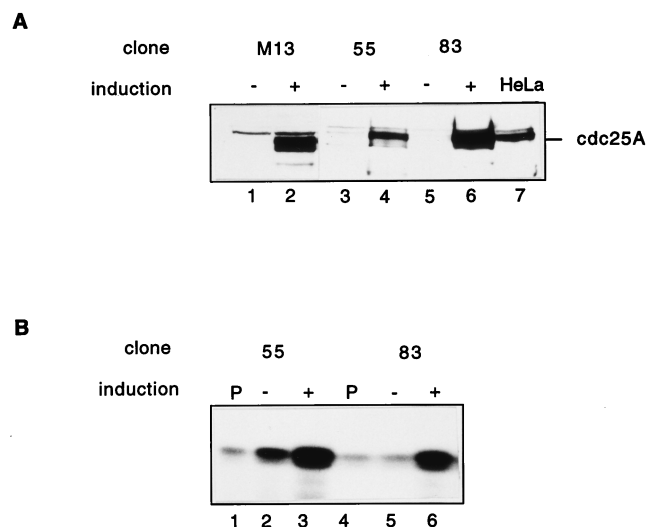 A
clone M13 55 83
induction - + - + - + HeLa
cdc25A
1 2 3 4 5 6 7
B
clone 55 83
induction P - + P - +
1 2 3 4 5 6